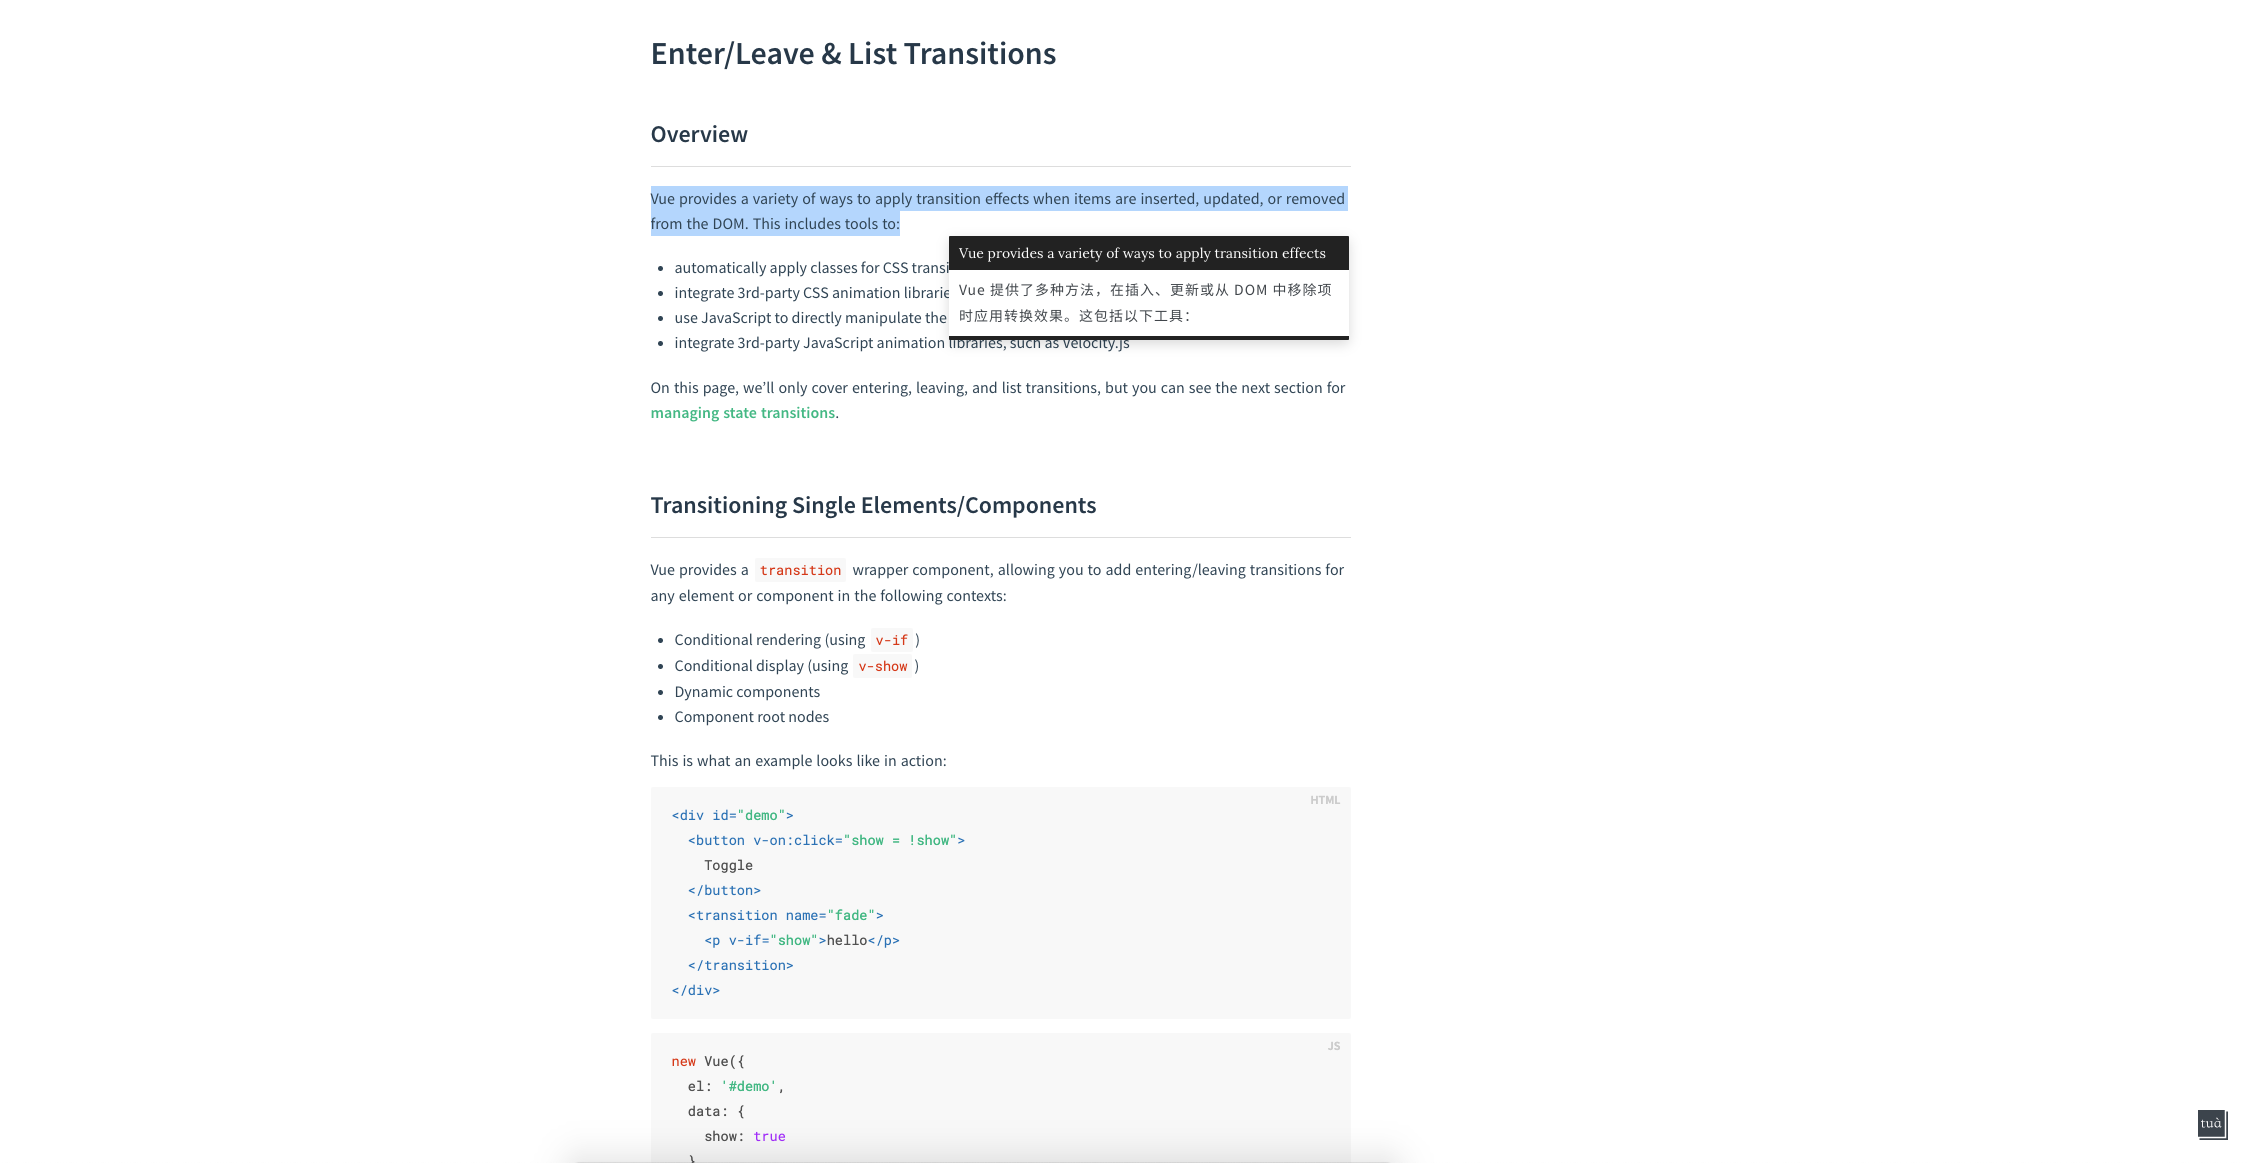 Enter/Leave & List Transitions
Overview
Vue provides a variety of ways to apply transition effects when items are inserted, updated, or removed
from the DOM. This includes tools to:
Vue provides a variety of ways to apply transition effects
Vue 提供了多种方法，在插入、更新或从 DOM 中移除项
时应用转换效果。这包括以下工具：
• automatically apply classes for CSS transi
• integrate 3rd-party CSS animation librarie
• use JavaScript to directly manipulate the
• integrate 3rd-party JavaScript animation libraries, such as Velocity.js
On this page, we’ll only cover entering, leaving, and list transitions, but you can see the next section for
managing state transitions.
Transitioning Single Elements/Components
Vue provides a transition wrapper component, allowing you to add entering/leaving transitions for
any element or component in the following contexts:
• Conditional rendering (using v-if )
• Conditional display (using v-show )
• Dynamic components
• Component root nodes
This is what an example looks like in action:
HTML
<div id="demo">
  <button v-on:click="show = !show">
    Toggle
  </button>
  <transition name="fade">
    <p v-if="show">hello</p>
  </transition>
</div>
JS
new Vue({
  el: '#demo',
  data: {
    show: true
  }
tuà